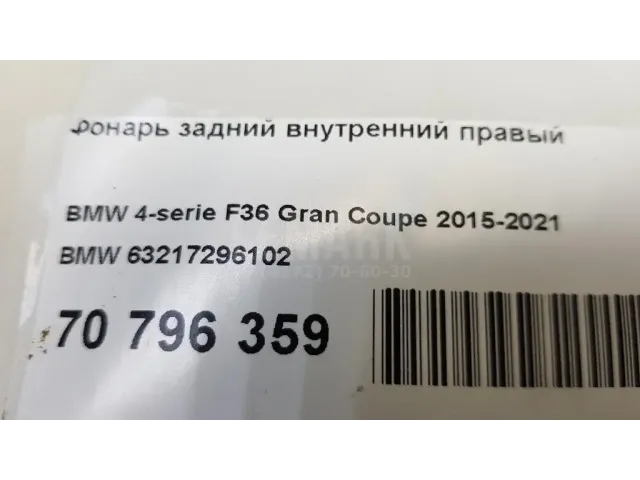 Фонарь задний внутренний правый
BMW 4-serie F36 Gran Coupe 2015-2021
BMW 63217296102
70 796 359